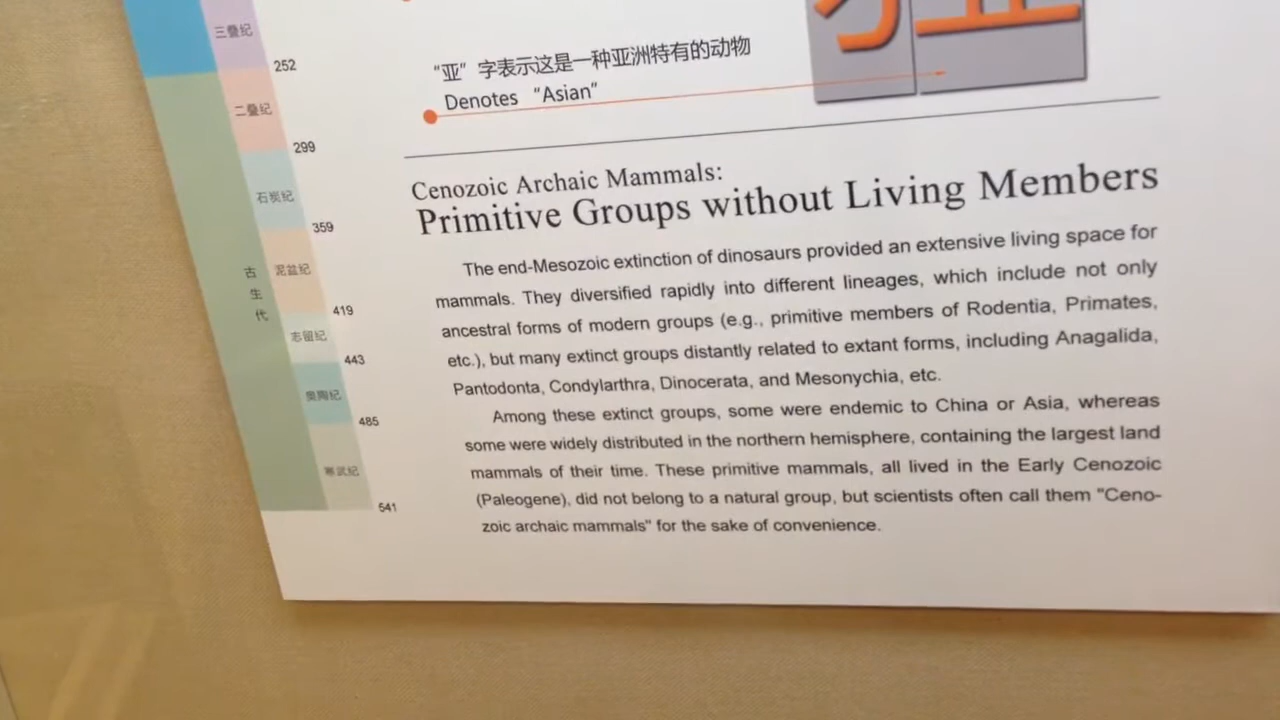 三叠纪
252
二叠纪
299
石炭纪
359
泥盆纪
419
志留纪
443
奥陶纪
485
寒武纪
541
古生代
“亚”字表示这是一种亚洲特有的动物
Denotes “Asian”
Cenozoic Archaic Mammals:
Primitive Groups without Living Members
The end-Mesozoic extinction of dinosaurs provided an extensive living space for
mammals. They diversified rapidly into different lineages, which include not only
ancestral forms of modern groups (e.g., primitive members of Rodentia, Primates,
etc.), but many extinct groups distantly related to extant forms, including Anagalida,
Pantodonta, Condylarthra, Dinocerata, and Mesonychia, etc.
Among these extinct groups, some were endemic to China or Asia, whereas
some were widely distributed in the northern hemisphere, containing the largest land
mammals of their time. These primitive mammals, all lived in the Early Cenozoic
(Paleogene), did not belong to a natural group, but scientists often call them "Ceno-
zoic archaic mammals" for the sake of convenience.